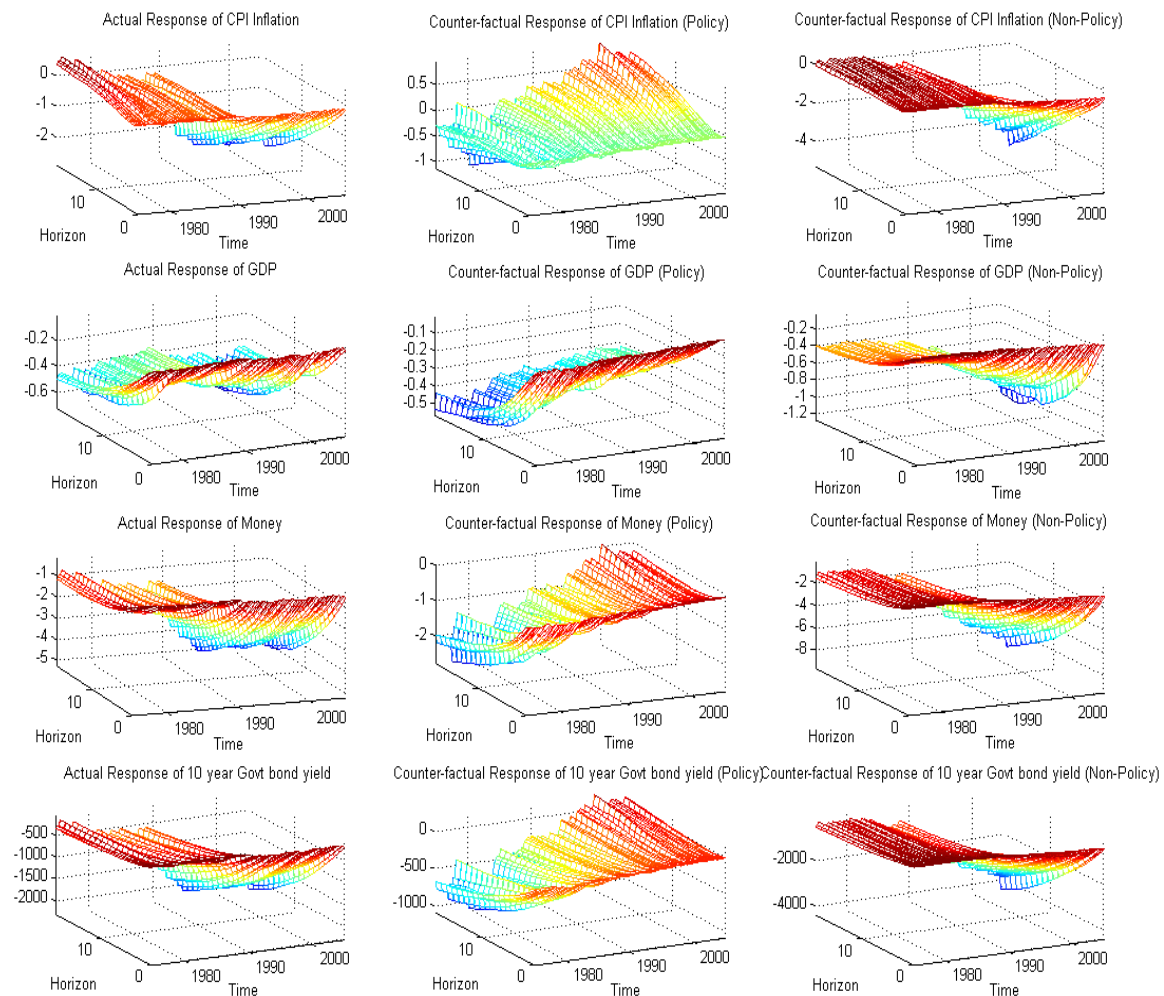 Actual Response of CPI Inflation
0
-1
-2
10
0
Horizon
1980
1990
2000
Time
Counter-factual Response of CPI Inflation (Policy)
0.5
0
-0.5
-1
10
0
Horizon
1980
1990
2000
Time
Counter-factual Response of CPI Inflation (Non-Policy)
0
-2
-4
10
0
Horizon
1980
1990
2000
Time
Actual Response of GDP
-0.2
-0.4
-0.6
10
0
Horizon
1980
1990
2000
Time
Counter-factual Response of GDP (Policy)
-0.1
-0.2
-0.3
-0.4
-0.5
10
0
Horizon
1980
1990
2000
Time
Counter-factual Response of GDP (Non-Policy)
-0.2
-0.4
-0.6
-0.8
-1
-1.2
10
0
Horizon
1980
1990
2000
Time
Actual Response of Money
-1
-2
-3
-4
-5
10
0
Horizon
1980
1990
2000
Time
Counter-factual Response of Money (Policy)
0
-1
-2
10
0
Horizon
1980
1990
2000
Time
Counter-factual Response of Money (Non-Policy)
-2
-4
-6
-8
10
0
Horizon
1980
1990
2000
Time
Actual Response of 10 year Govt bond yield
-500
-1000
-1500
-2000
10
0
Horizon
1980
1990
2000
Time
Counter-factual Response of 10 year Govt bond yield (Policy)
0
-500
-1000
10
0
Horizon
1980
1990
2000
Time
Counter-factual Response of 10 year Govt bond yield (Non-Policy)
-2000
-4000
10
0
Horizon
1980
1990
2000
Time